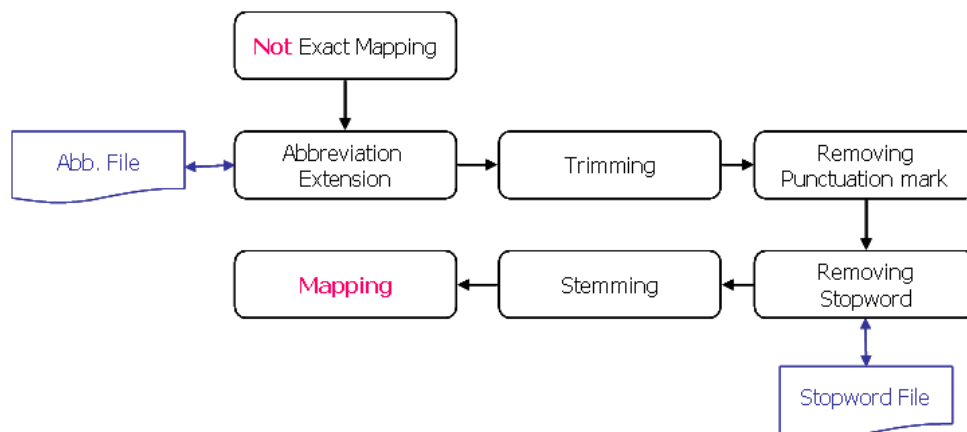 Not Exact Mapping
Abb. File
Abbreviation
Extension
Trimming
Removing
Punctuation mark
Mapping
Stemming
Removing
Stopword
Stopword File